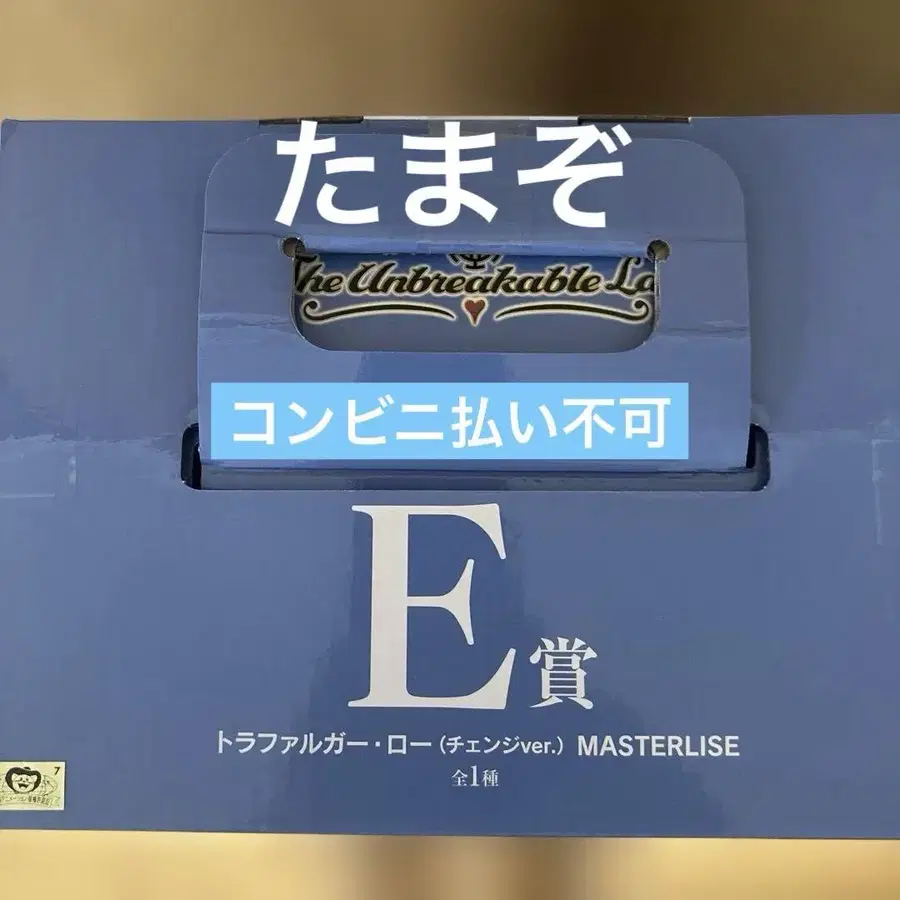 たまぞ
The Unbreakable La
コンビニ払い不可
E賞
トラファルガー・ロー(チェンジver.) MASTERLISE
全1種
7